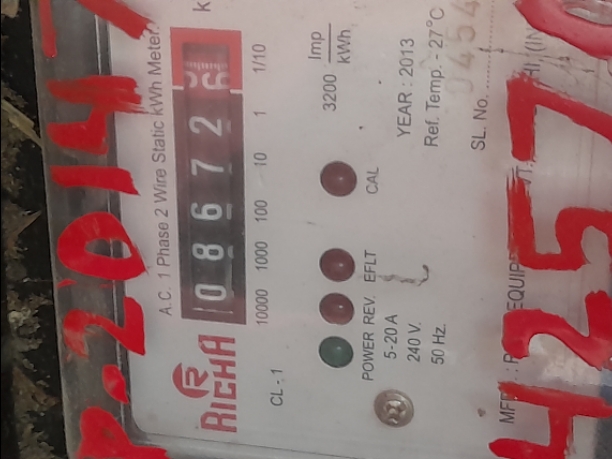 P..20147
A.C. 1 Phase 2 Wire Static kWh Meter
0 8 6 7 2 6
10000 1000 100 10 1 1/10
RICHA
CL - 1
3200 Imp/kWh
POWER REV. EFLT CAL
5-20 A
240 V.
50 Hz.
YEAR : 2013
Ref. Temp. - 27°C
SL. No.
4257